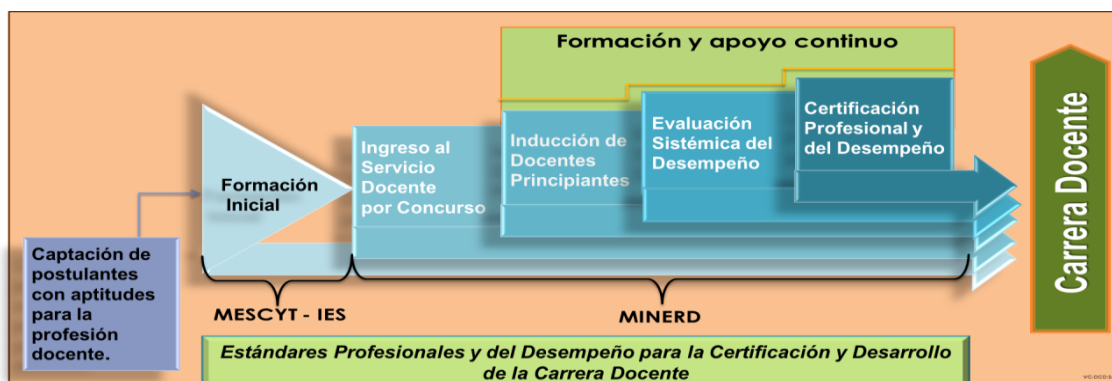 Formación y apoyo continuo
Captación de
postulantes
con aptitudes
para la
profesión
docente.
Formación
Inicial
Ingreso al
Servicio
Docente
por Concurso
Inducción de
Docentes
Principiantes
Evaluación
Sistémica del
Desempeño
Certificación
Profesional y
del Desempeño
Carrera Docente
MESCYT - IES
MINERD
Estándares Profesionales y del Desempeño para la Certificación y Desarrollo
de la Carrera Docente